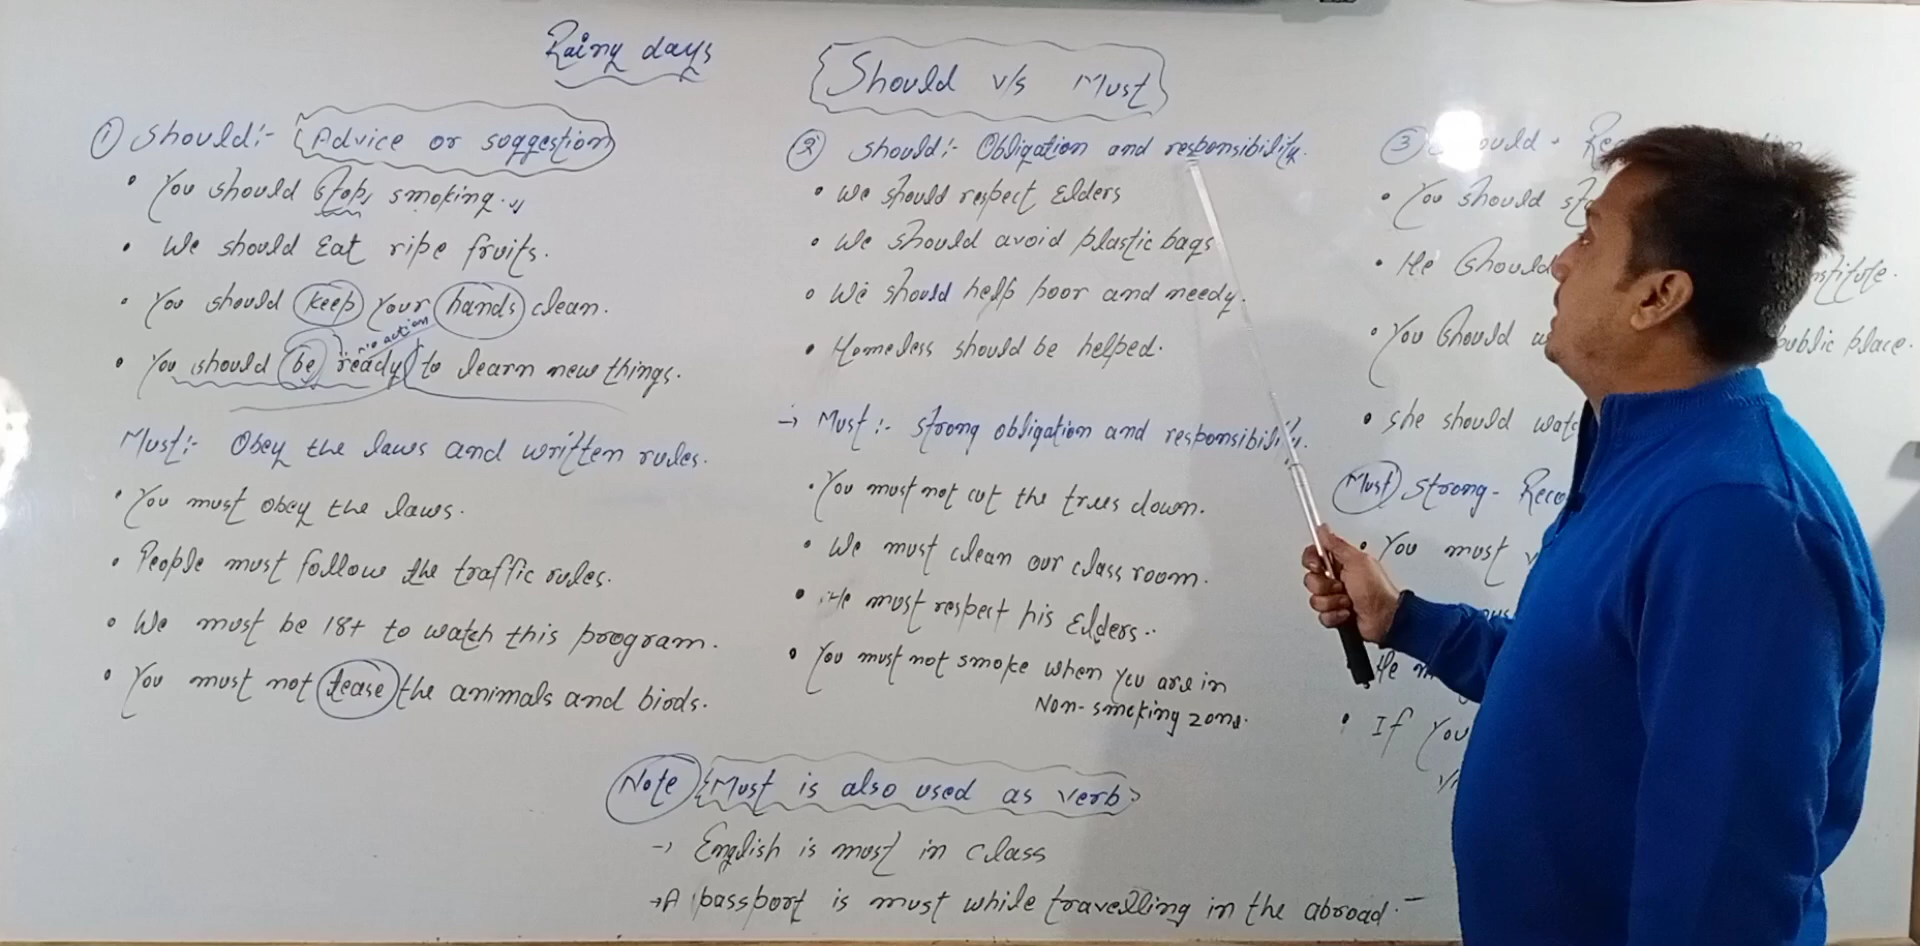 Rainy days
Should v/s Must
① Should:- Advice or soggestion
• You should stop smoking.
• We should Eat ripe fruits.
• You should keep your hands clean.
no action
• You should be ready to learn new things.
Must:- Obey the laws and written rules.
• You must obey the laws.
• People must follow the traffic rules.
• We must be 18+ to watch this program.
• You must not tease the animals and birds.
② Should:- Obligation and responsibility.
• We should respect Elders
• We should avoid plastic bags
• We should help poor and needy.
• Homeless should be helped.
→ Must:- Strong obligation and responsibility.
• You must not cut the trees down.
• We must clean our class room.
• He must respect his Elders.
• You must not smoke when you are in
Non-smoking zone.
③
• You should
• He should
• You should public place.
• She should
Must Strong-
• You must
He
• If You
Note Must is also used as verb
→ English is must in class
→ A passport is must while travelling in the abroad.